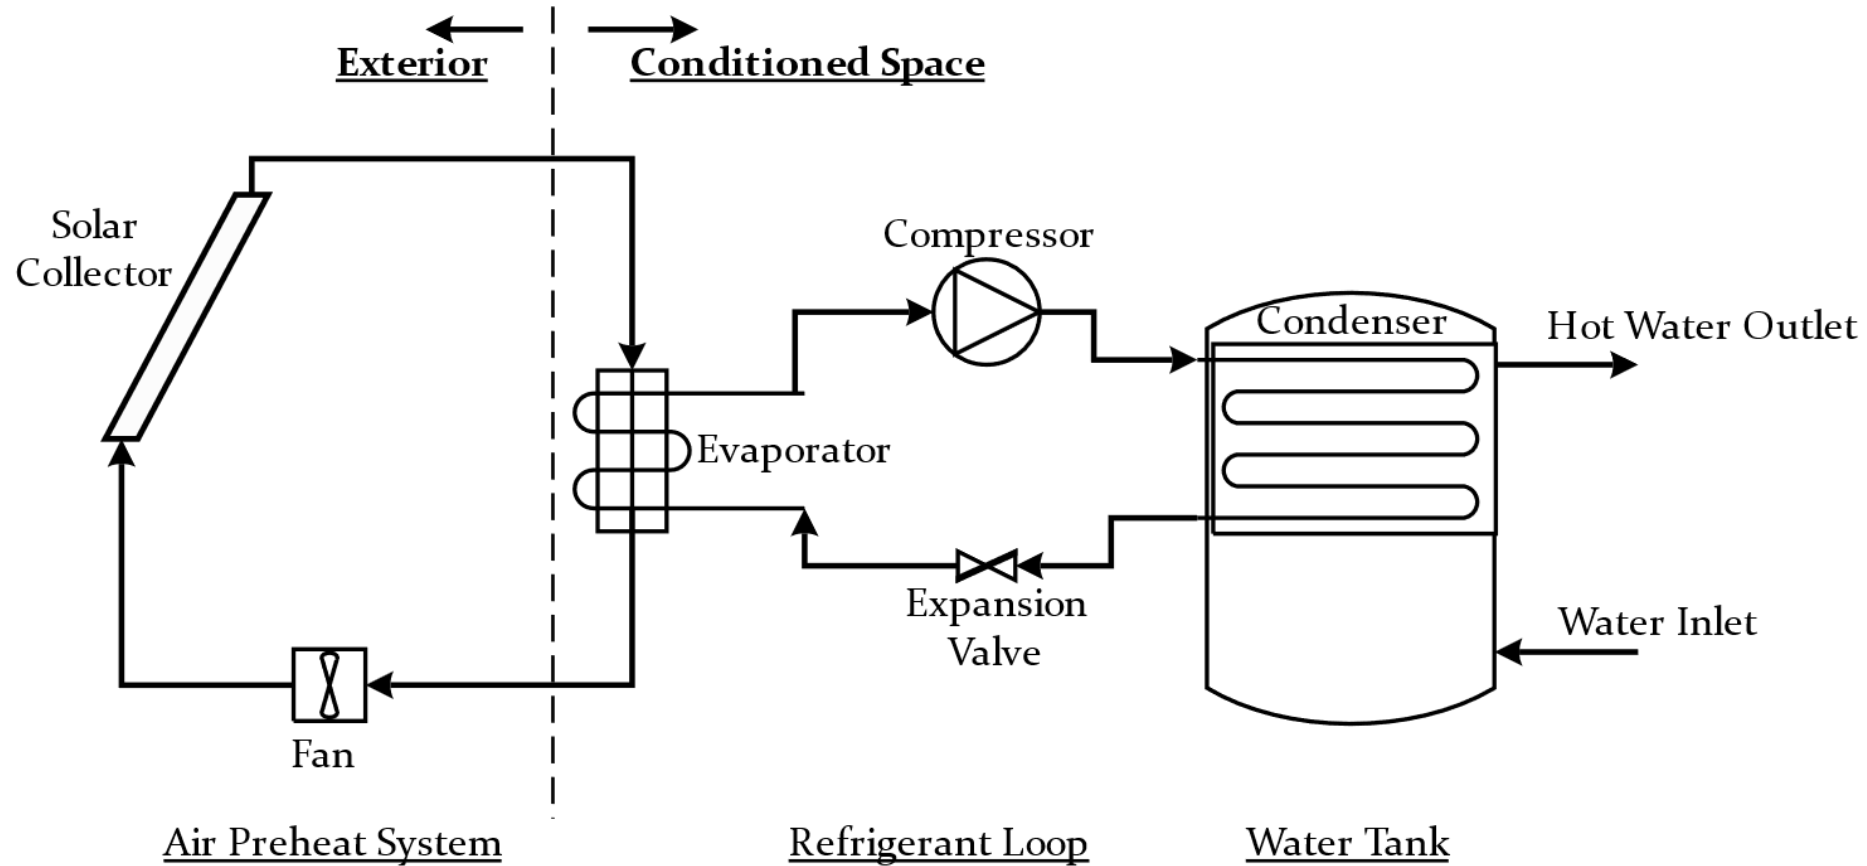 Exterior
Conditioned Space
Solar
Collector
Compressor
Condenser
Hot Water Outlet
Evaporator
Expansion
Valve
Water Inlet
Fan
Air Preheat System
Refrigerant Loop
Water Tank